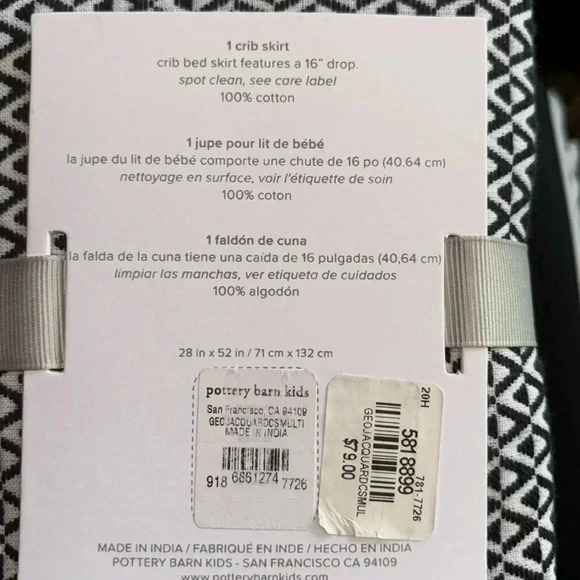 1 crib skirt
crib bed skirt features a 16" drop.
spot clean, see care label
100% cotton
1 jupe pour lit de bébé
la jupe du lit de bébé comporte une chute de 16 po (40.64 cm)
nettoyage en surface, voir l'étiquette de soin
100% coton
1 faldón de cuna
la falda de la cuna tiene una caída de 16 pulgadas (40,64 cm)
limpiar las manchas, ver etiqueta de cuidados
100% algodón
28 in x 52 in / 71 cm x 132 cm
pottery barn kids
San Francisco, CA 94109
GEOJACQUARDCSMULTI
MADE IN INDIA
918 6861274 7726
20H
781-7726
581 8899
GEOJACQUARDCSMUL
$79.00
MADE IN INDIA / FABRIQUÉ EN INDE / HECHO EN INDIA
POTTERY BARN KIDS - SAN FRANCISCO CA 94109
www.potterybarnkids.com